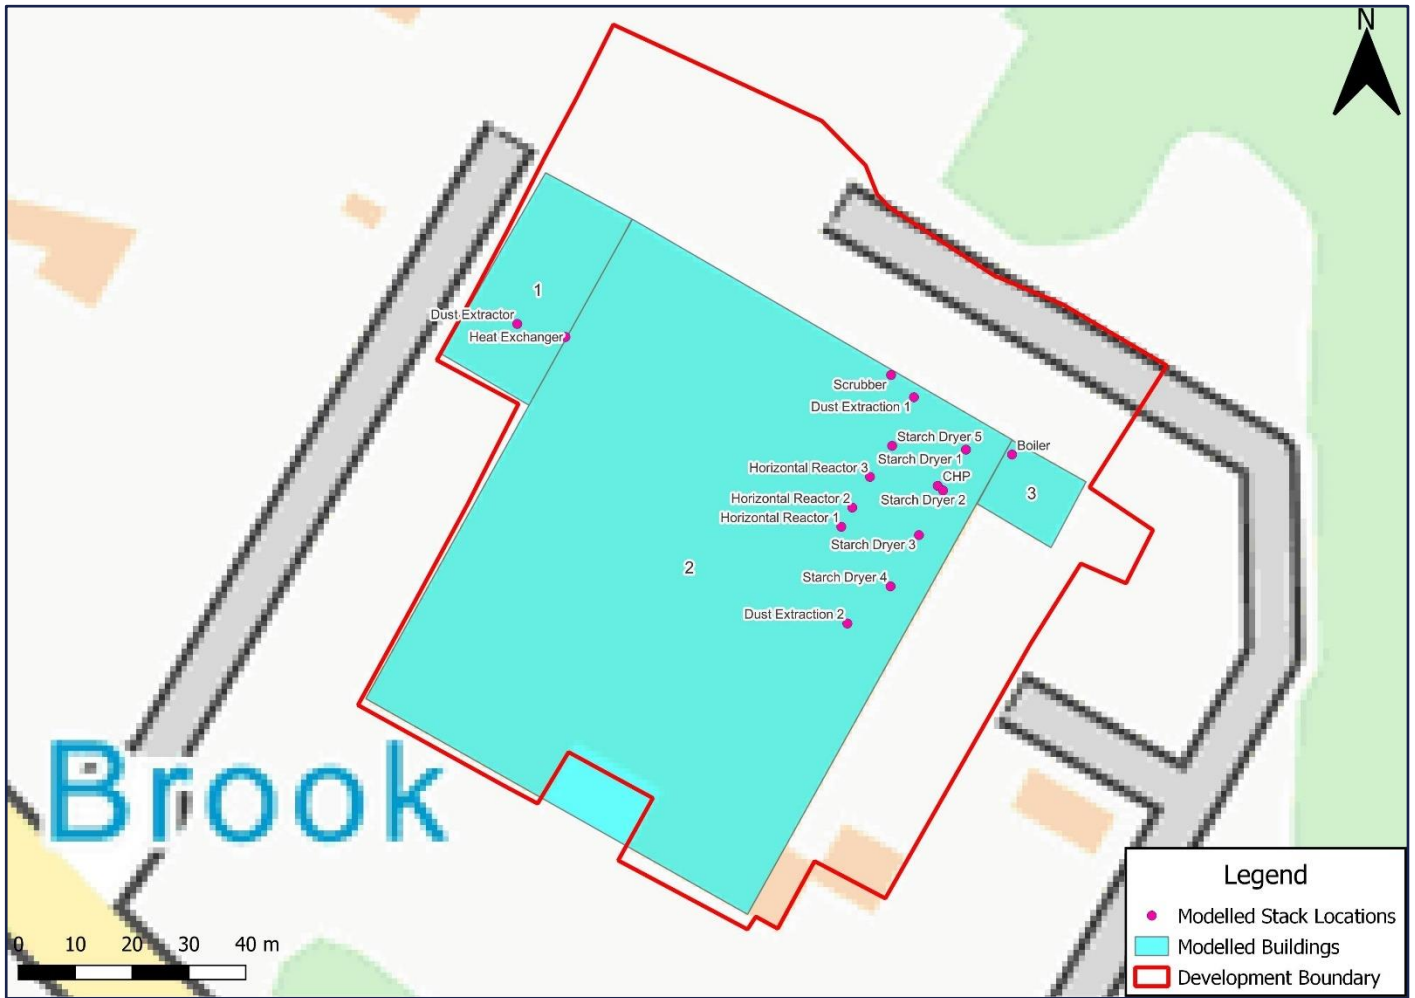 N
1
Dust Extractor
Heat Exchanger
Scrubber
Dust Extraction 1
Starch Dryer 5
Boiler
Starch Dryer 1
Horizontal Reactor 3
CHP
3
Horizontal Reactor 2
Starch Dryer 2
Horizontal Reactor 1
Starch Dryer 3
2
Starch Dryer 4
Dust Extraction 2
Brook
0 10 20 30 40 m
Legend
Modelled Stack Locations
Modelled Buildings
Development Boundary